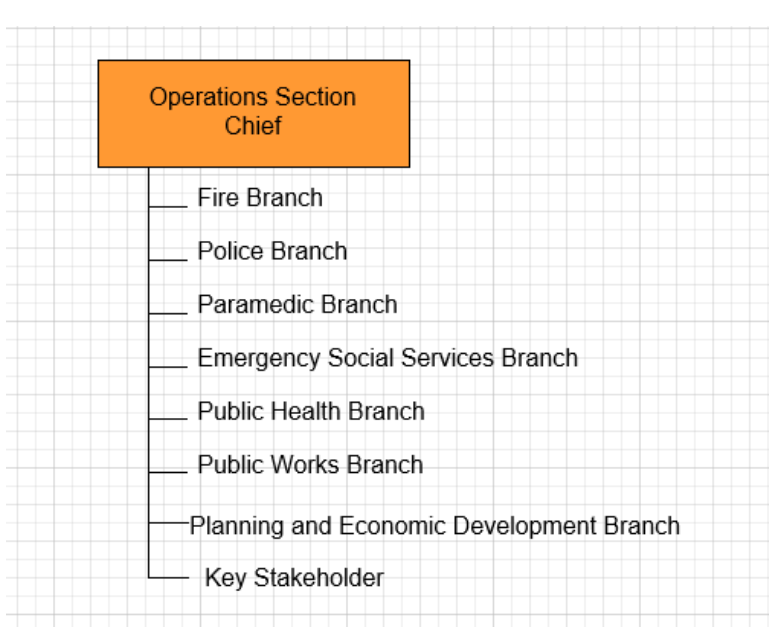 Operations Section
Chief
Fire Branch
Police Branch
Paramedic Branch
Emergency Social Services Branch
Public Health Branch
Public Works Branch
Planning and Economic Development Branch
Key Stakeholder